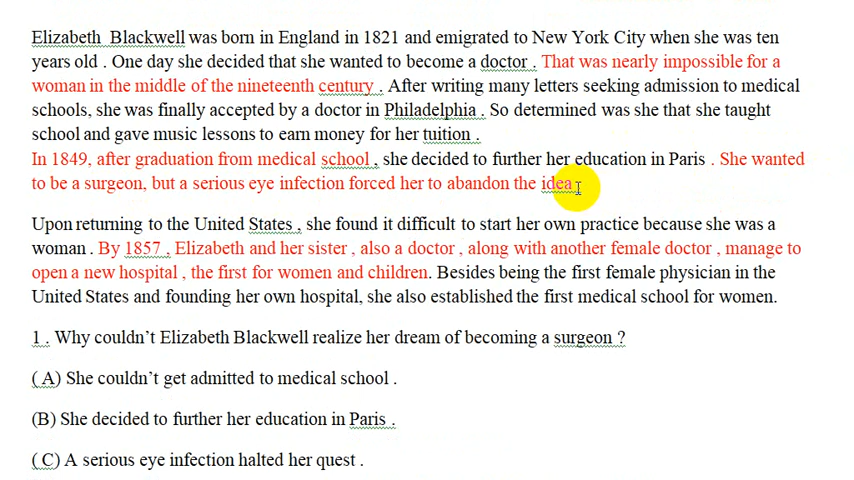 Elizabeth Blackwell was born in England in 1821 and emigrated to New York City when she was ten
years old . One day she decided that she wanted to become a doctor . That was nearly impossible for a
woman in the middle of the nineteenth century . After writing many letters seeking admission to medical
schools, she was finally accepted by a doctor in Philadelphia . So determined was she that she taught
school and gave music lessons to earn money for her tuition .
In 1849, after graduation from medical school , she decided to further her education in Paris . She wanted
to be a surgeon, but a serious eye infection forced her to abandon the idea .
Upon returning to the United States , she found it difficult to start her own practice because she was a
woman . By 1857 , Elizabeth and her sister , also a doctor , along with another female doctor , manage to
open a new hospital , the first for women and children. Besides being the first female physician in the
United States and founding her own hospital, she also established the first medical school for women.
1 . Why couldn’t Elizabeth Blackwell realize her dream of becoming a surgeon ?
( A) She couldn’t get admitted to medical school .
(B) She decided to further her education in Paris .
( C) A serious eye infection halted her quest .